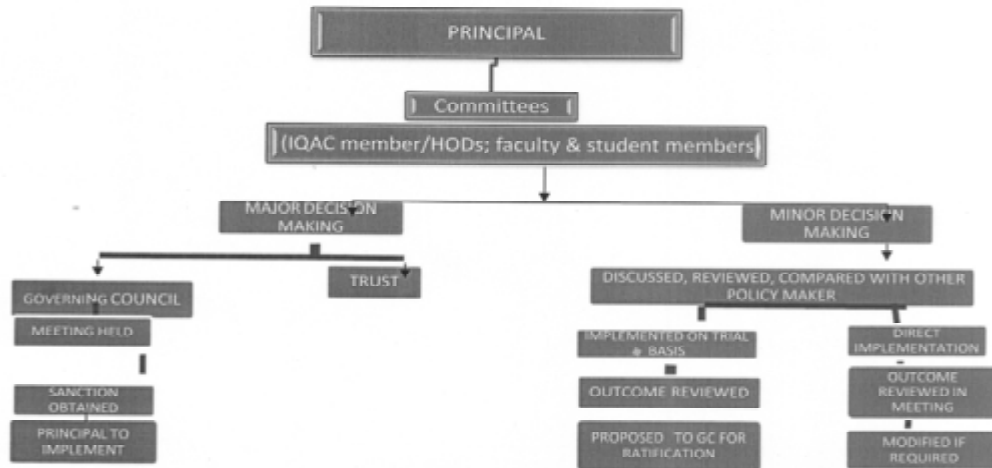 PRINCIPAL
Committees
(IQAC member/HODs; faculty & student members
MAJOR DECISION
MAKING
MINOR DECISION
MAKING
GOVERNING COUNCIL
TRUST
DISCUSSED, REVIEWED, COMPARED WITH OTHER
POLICY MAKER
MEETING HELD
IMPLEMENTED ON TRIAL
BASIS
DIRECT
IMPLEMENTATION
SANCTION
OBTAINED
OUTCOME REVIEWED
OUTCOME
REVIEWED IN
MEETING
PRINCIPAL TO
IMPLEMENT
PROPOSED TO GC FOR
RATIFICATION
MODIFIED IF
REQUIRED